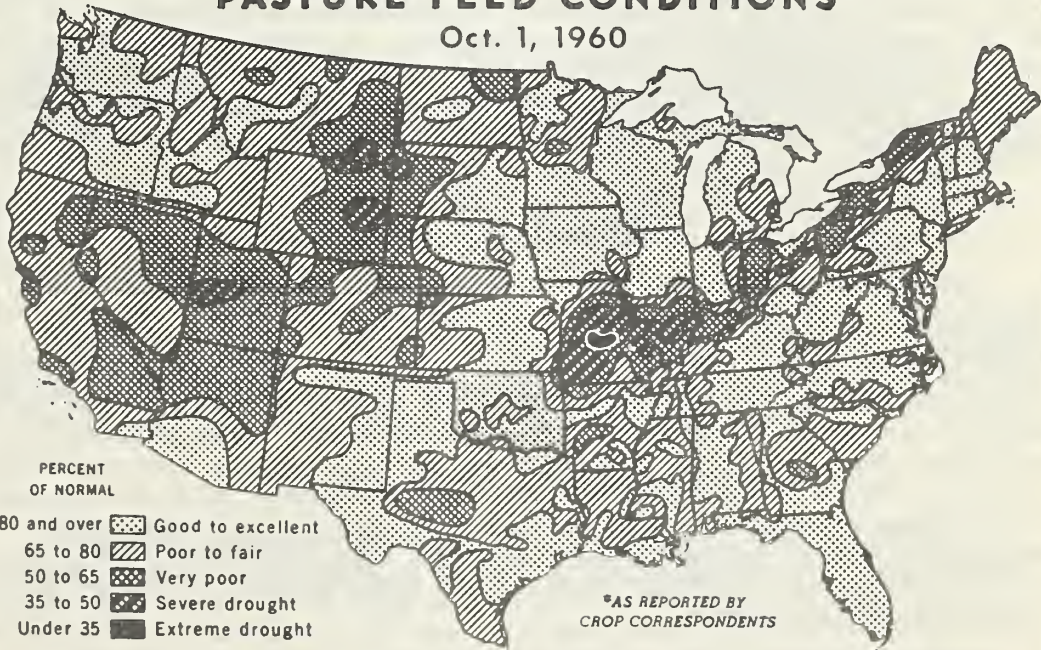 PASTURE FEED CONDITIONS
Oct. 1, 1960
PERCENT
OF NORMAL
80 and over Good to excellent
65 to 80 Poor to fair
50 to 65 Very poor
35 to 50 Severe drought
Under 35 Extreme drought
*AS REPORTED BY
CROP CORRESPONDENTS